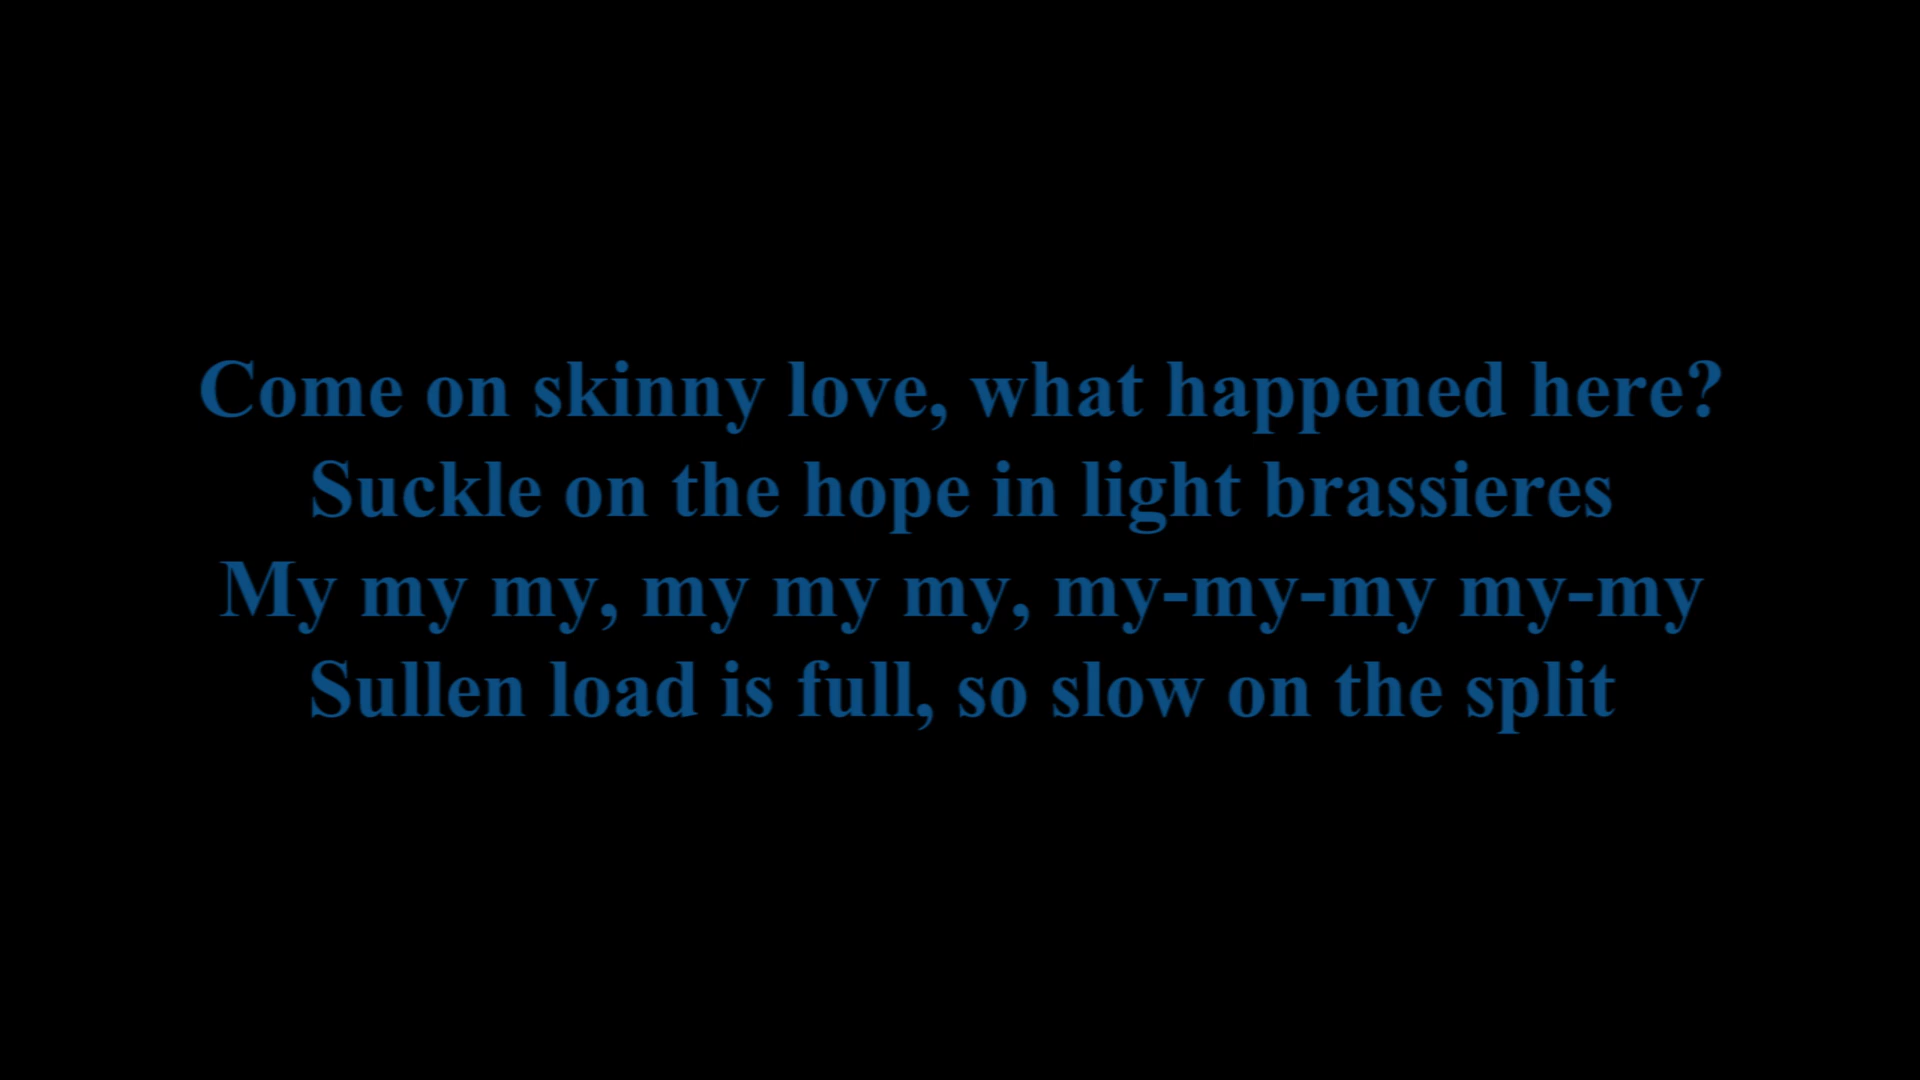 Come on skinny love, what happened here?
Suckle on the hope in light brassieres
My my my, my my my, my-my-my my-my
Sullen load is full, so slow on the split